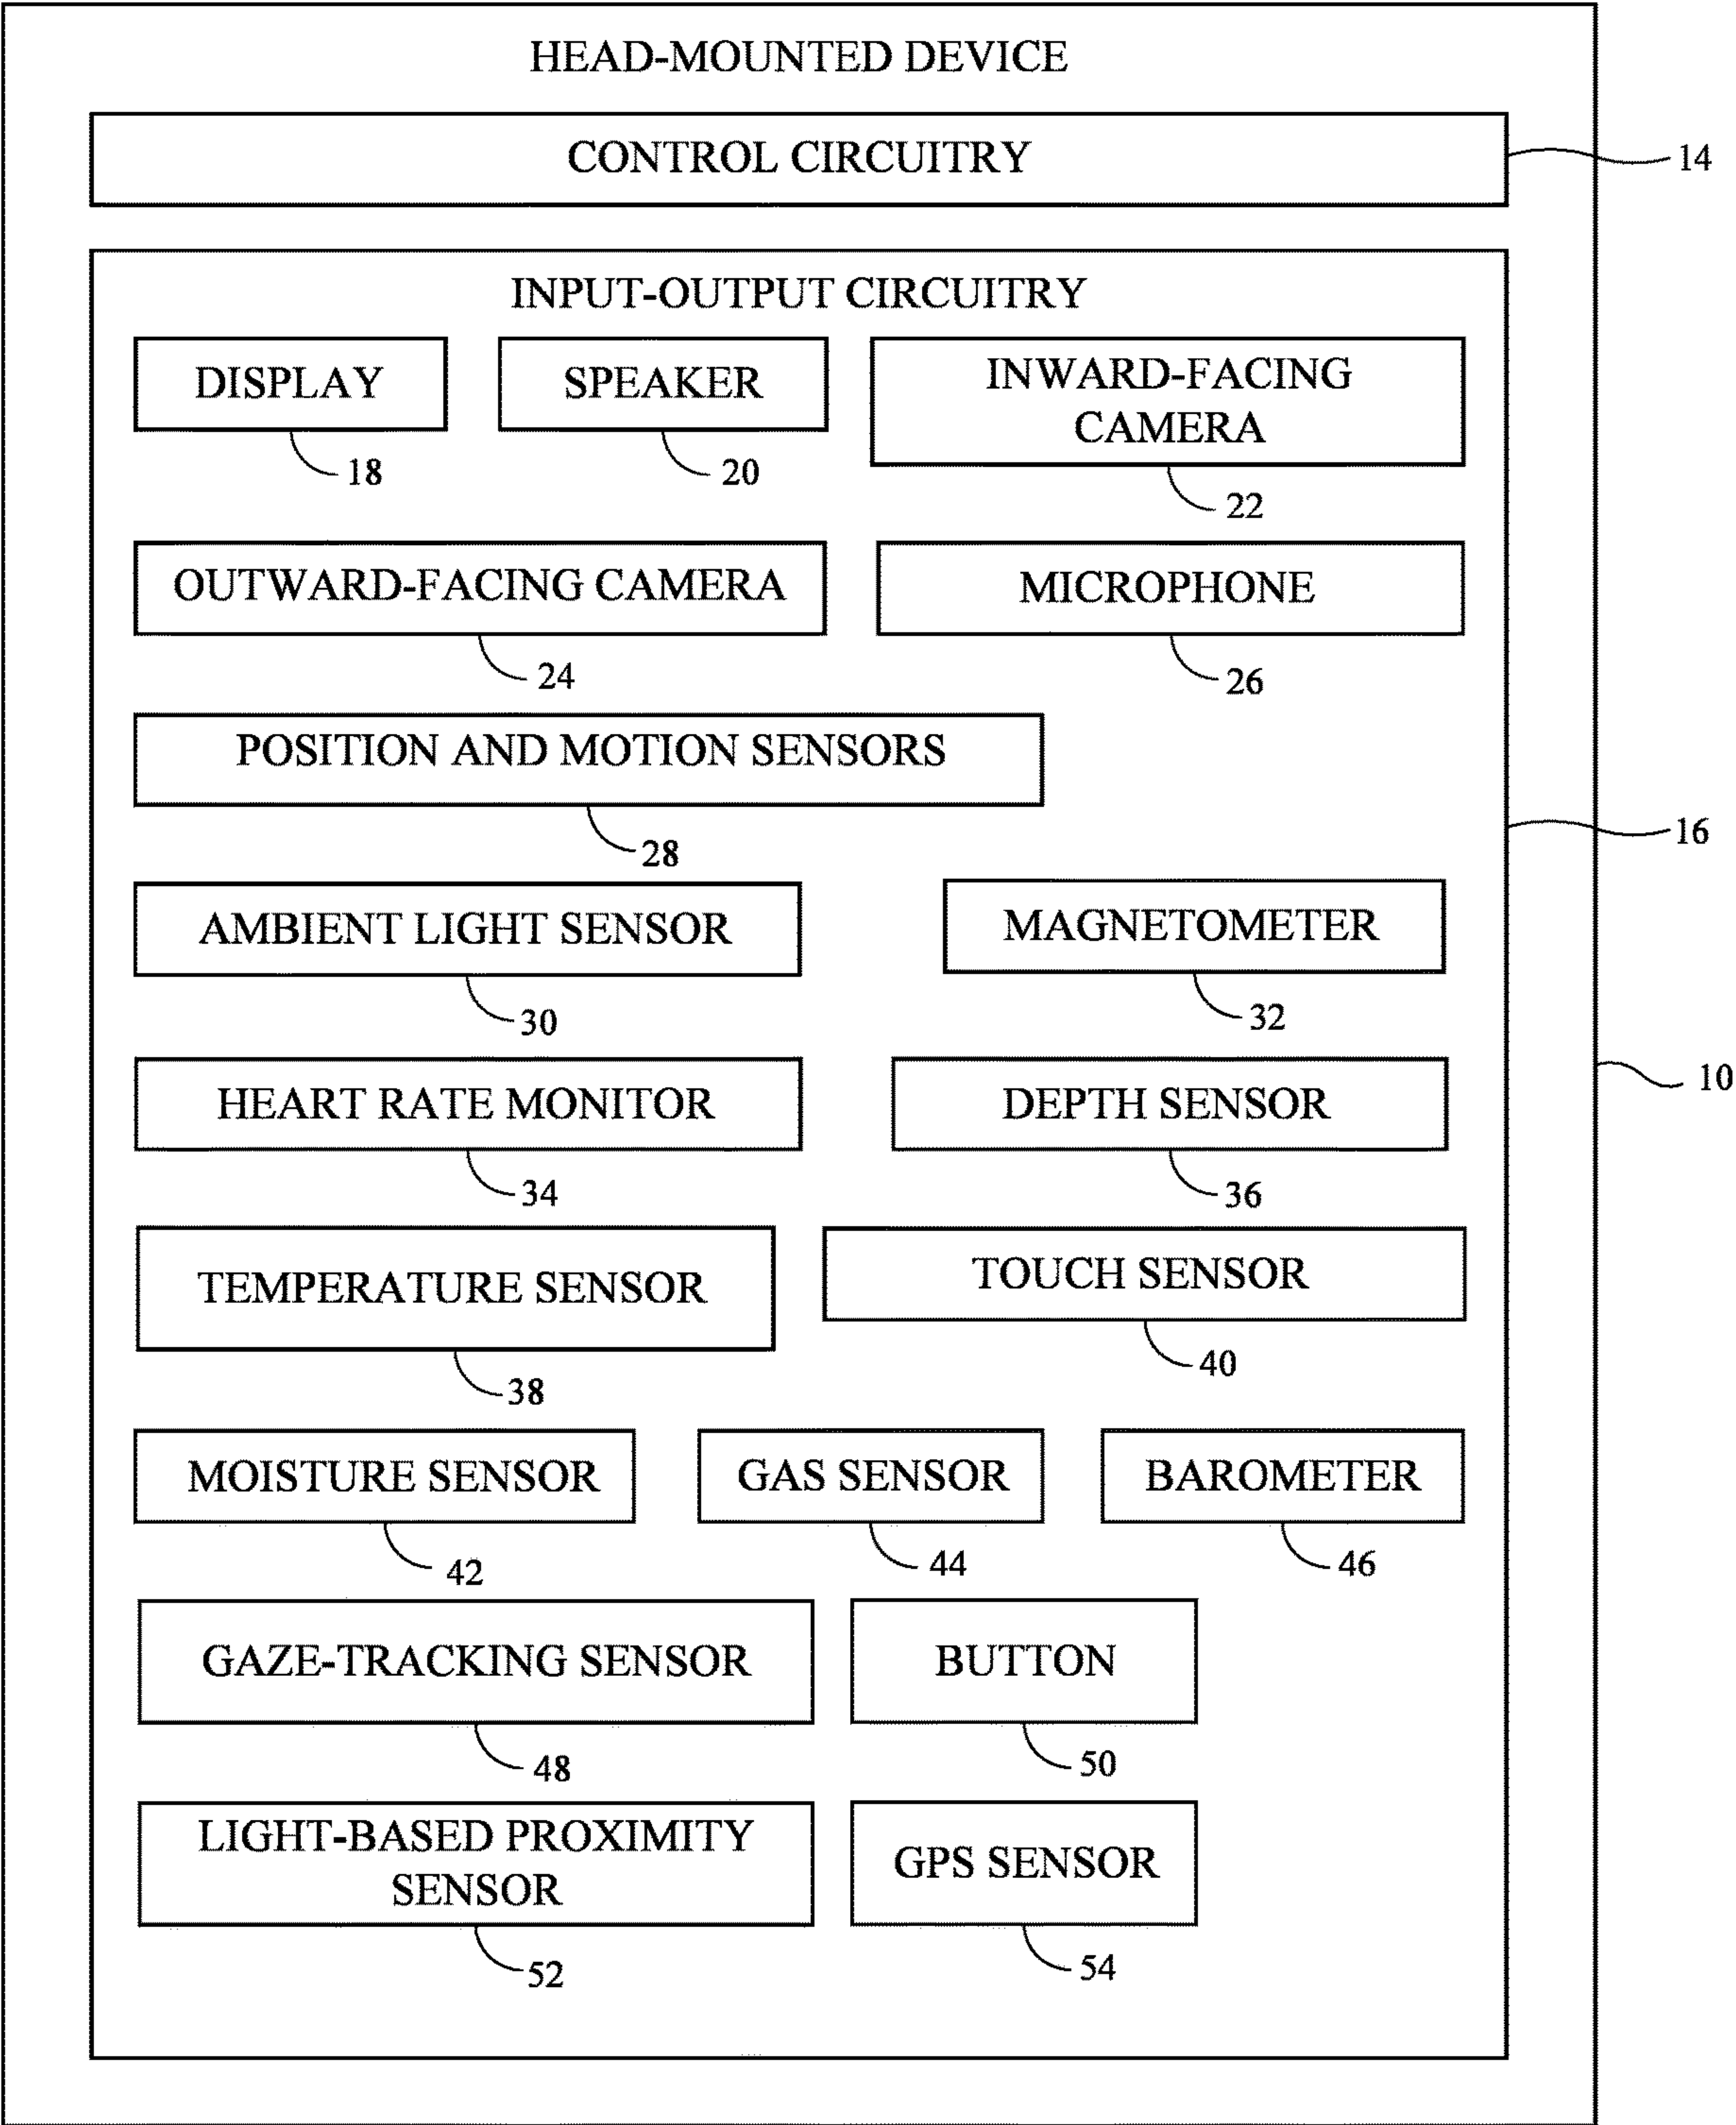 HEAD-MOUNTED DEVICE
CONTROL CIRCUITRY
14
INPUT-OUTPUT CIRCUITRY
DISPLAY
18
SPEAKER
20
INWARD-FACING
CAMERA
22
OUTWARD-FACING CAMERA
24
MICROPHONE
26
POSITION AND MOTION SENSORS
28
16
AMBIENT LIGHT SENSOR
30
MAGNETOMETER
32
HEART RATE MONITOR
34
DEPTH SENSOR
36
10
TEMPERATURE SENSOR
38
TOUCH SENSOR
40
MOISTURE SENSOR
42
GAS SENSOR
44
BAROMETER
46
GAZE-TRACKING SENSOR
48
BUTTON
50
LIGHT-BASED PROXIMITY
SENSOR
52
GPS SENSOR
54